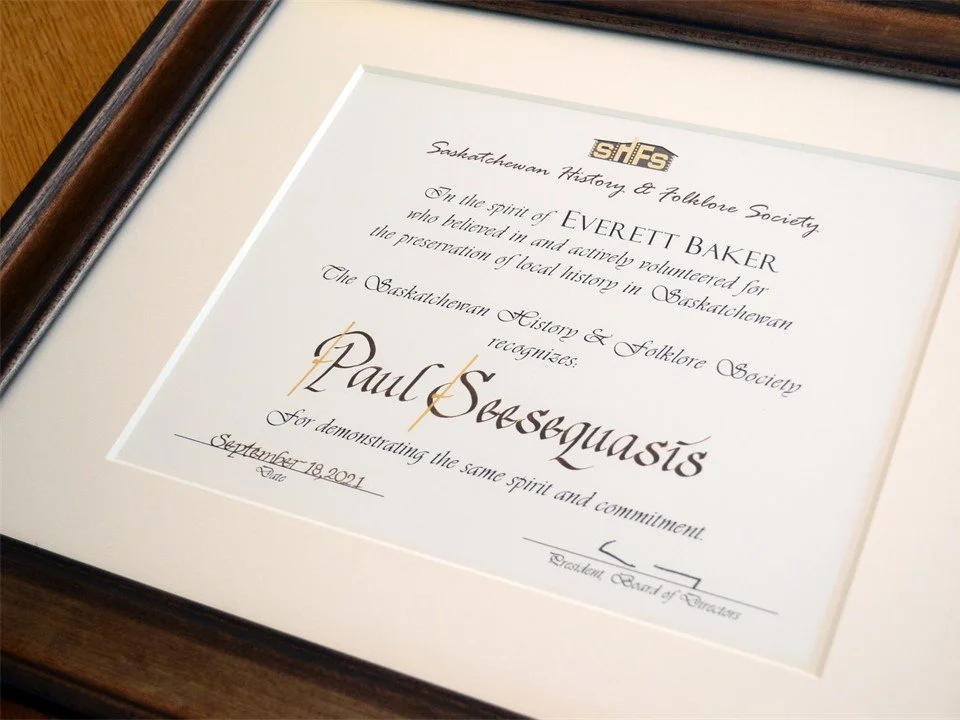 SHFS
Saskatchewan History & Folklore Society
In the spirit of EVERETT BAKER
who believed in and actively volunteered for
the preservation of local history in Saskatchewan
The Saskatchewan History & Folklore Society
recognizes:
Paul Seesequasis
For demonstrating the same spirit and commitment.
September 18, 2021
Date
President, Board of Directors